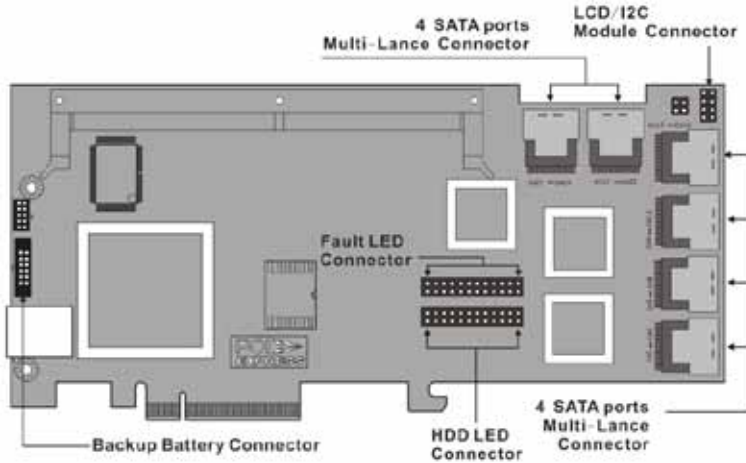 4 SATA ports
Multi-Lance Connector
LCD/I2C
Module Connector
Fault LED
Connector
4 SATA ports
Multi-Lance
Connector
HDD LED
Connector
Backup Battery Connector